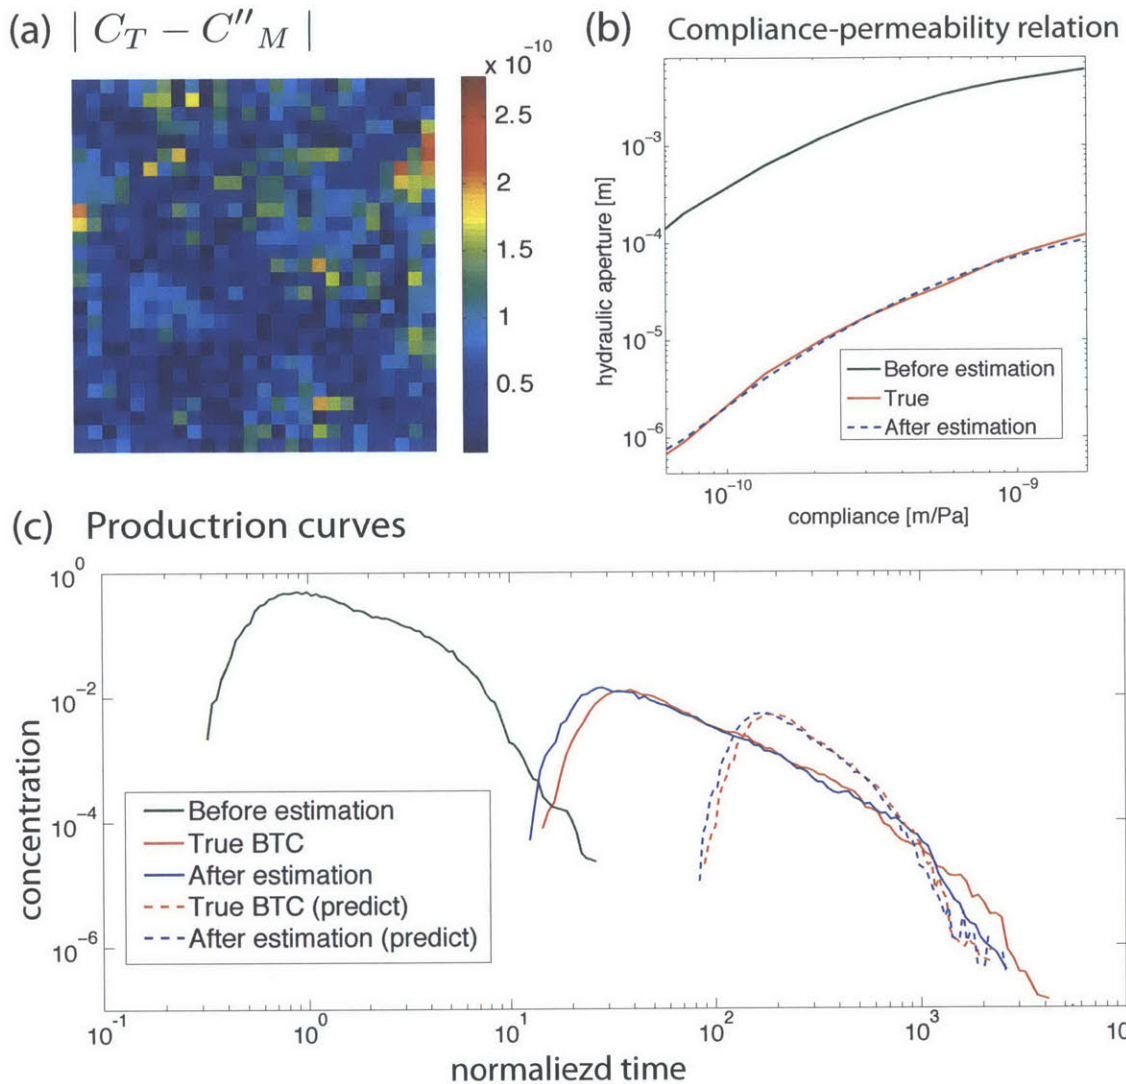 (a) | C_T − C''_M |
x 10^-10
2.5
2
1.5
1
0.5
(b) Compliance-permeability relation
10^-3
10^-4
10^-5
10^-6
hydraulic aperture [m]
Before estimation
True
After estimation
10^-10
10^-9
compliance [m/Pa]
(c) Productrion curves
10^0
10^-2
10^-4
10^-6
concentration
Before estimation
True BTC
After estimation
True BTC (predict)
After estimation (predict)
10^-1
10^0
10^1
10^2
10^3
10
normaliezd time